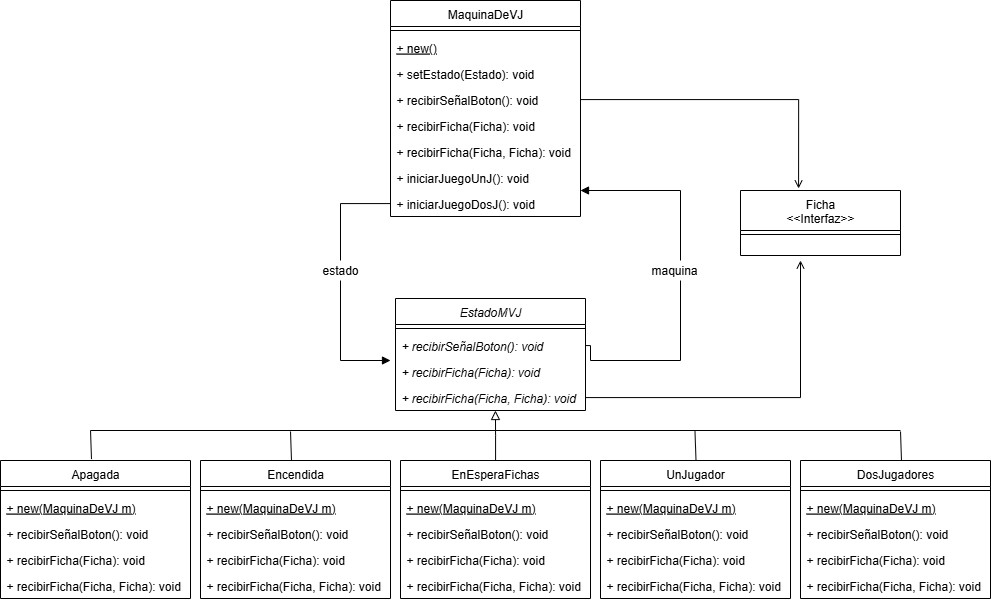 MaquinaDeVJ
+ new()
+ setEstado(Estado): void
+ recibirSeñalBoton(): void
+ recibirFicha(Ficha): void
+ recibirFicha(Ficha, Ficha): void
+ iniciarJuegoUnJ(): void
+ iniciarJuegoDosJ(): void
Ficha
<<Interfaz>>
estado
maquina
EstadoMVJ
+ recibirSeñalBoton(): void
+ recibirFicha(Ficha): void
+ recibirFicha(Ficha, Ficha): void
Apagada
+ new(MaquinaDeVJ m)
+ recibirSeñalBoton(): void
+ recibirFicha(Ficha): void
+ recibirFicha(Ficha, Ficha): void
Encendida
+ new(MaquinaDeVJ m)
+ recibirSeñalBoton(): void
+ recibirFicha(Ficha): void
+ recibirFicha(Ficha, Ficha): void
EnEsperaFichas
+ new(MaquinaDeVJ m)
+ recibirSeñalBoton(): void
+ recibirFicha(Ficha): void
+ recibirFicha(Ficha, Ficha): void
UnJugador
+ new(MaquinaDeVJ m)
+ recibirSeñalBoton(): void
+ recibirFicha(Ficha): void
+ recibirFicha(Ficha, Ficha): void
DosJugadores
+ new(MaquinaDeVJ m)
+ recibirSeñalBoton(): void
+ recibirFicha(Ficha): void
+ recibirFicha(Ficha, Ficha): void